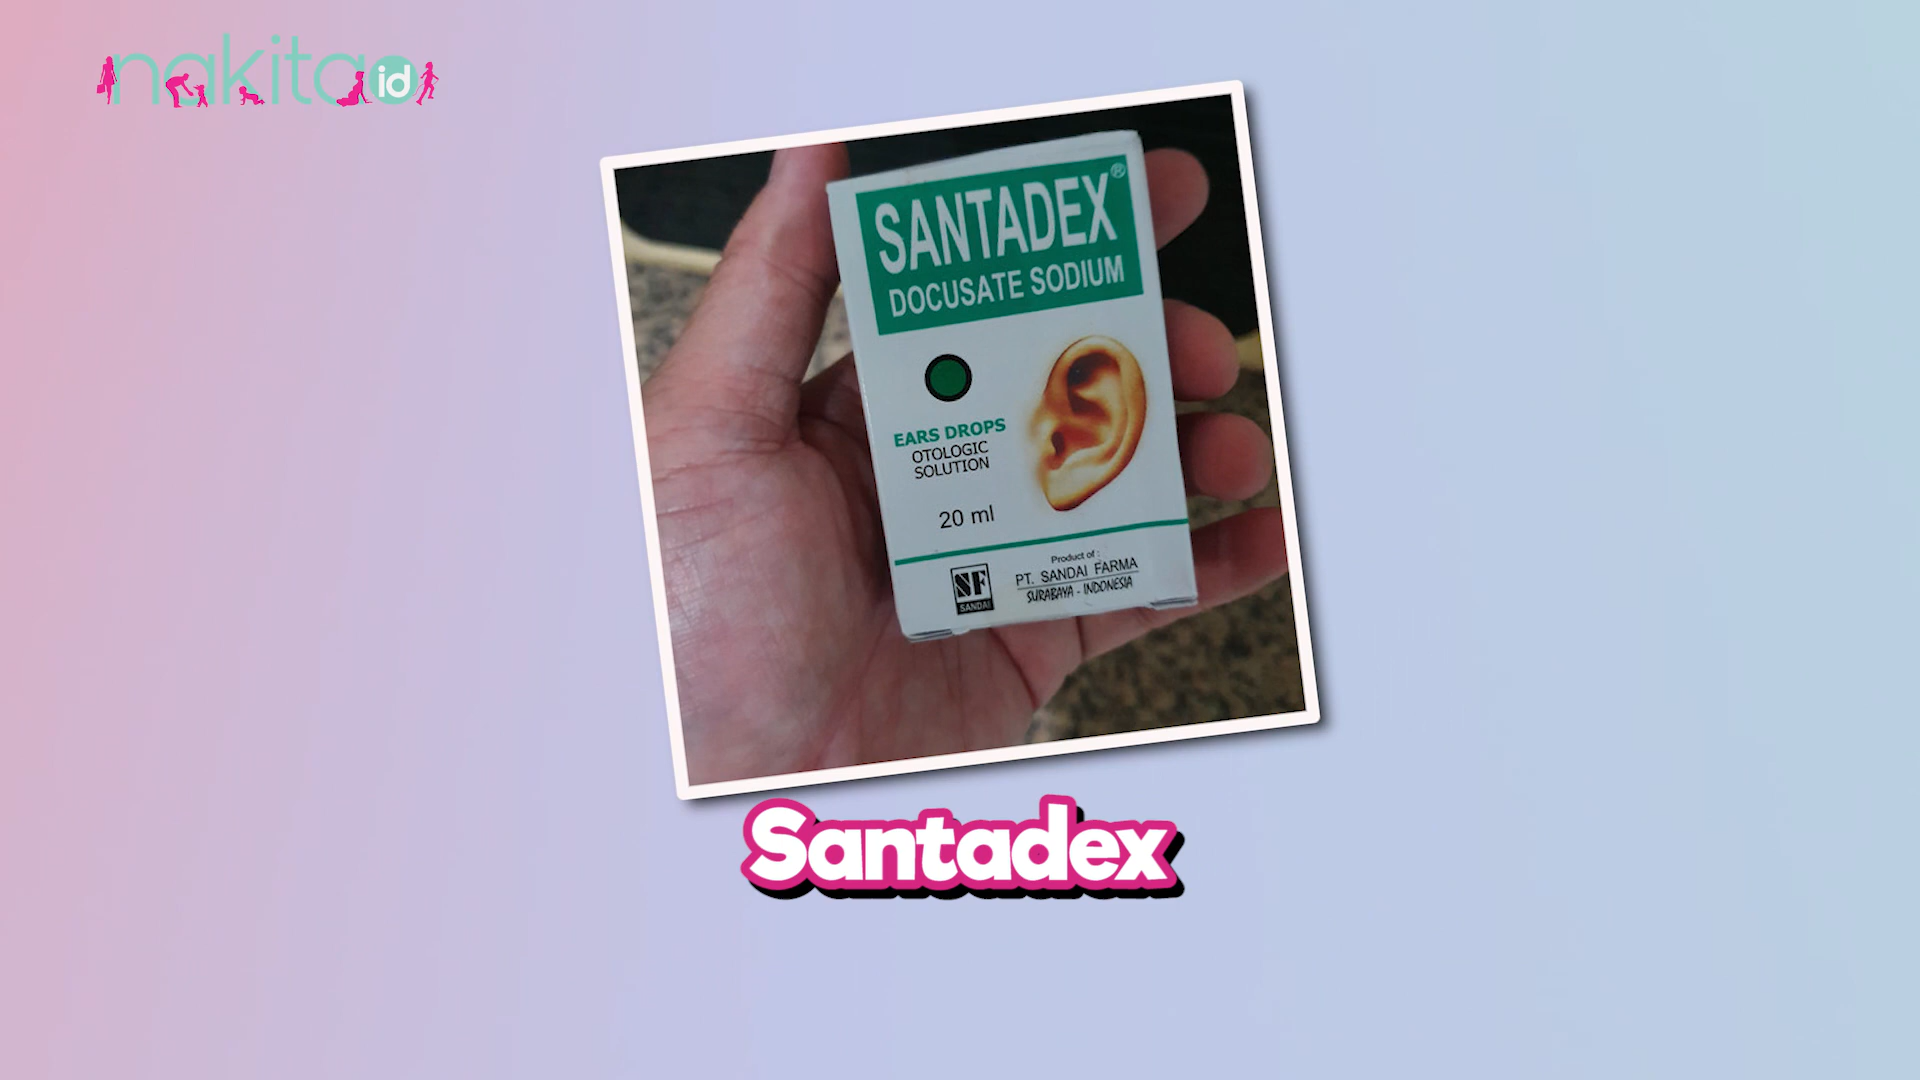 nakita id
SANTADEX®
DOCUSATE SODIUM
EARS DROPS
OTOLOGIC
SOLUTION
20 ml
SF
SANDAI
Product of :
PT. SANDAI FARMA
SURABAYA - INDONESIA
Santadex